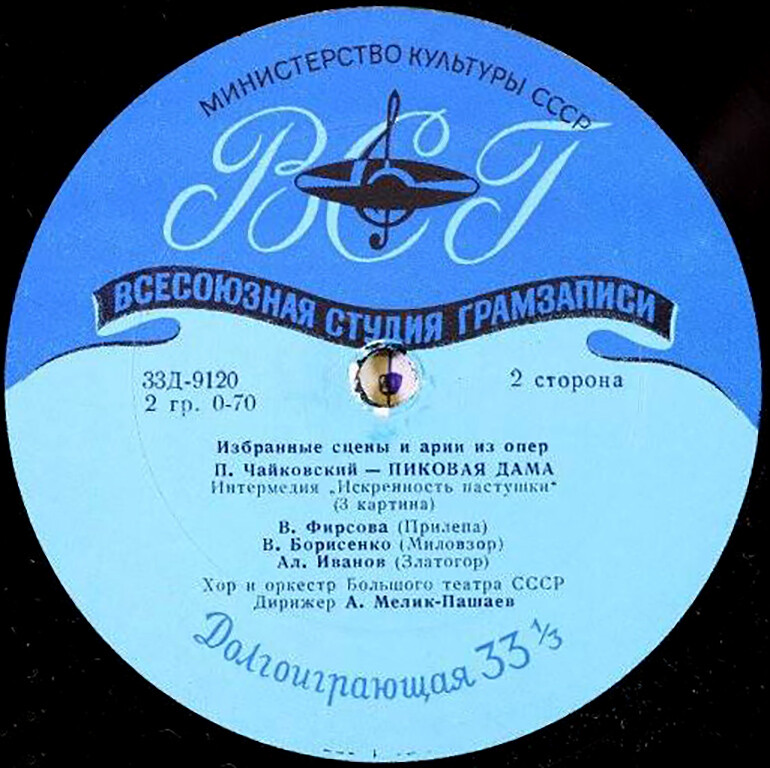 МИНИСТЕРСТВО КУЛЬТУРЫ СССР
ВСГ
ВСЕСОЮЗНАЯ СТУДИЯ ГРАМЗАПИСИ
33Д-9120
2 гр. 0-70
2 сторона
Избранные сцены и арии из опер
П. Чайковский — ПИКОВАЯ ДАМА
Интермедия „Искренность пастушки“
(3 картина)
В. Фирсова (Прилепа)
В. Борисенко (Миловзор)
Ал. Иванов (Златогор)
Хор и оркестр Большого театра СССР
Дирижер А. Мелик-Пашаев
Долгоиграющая 33 1/3